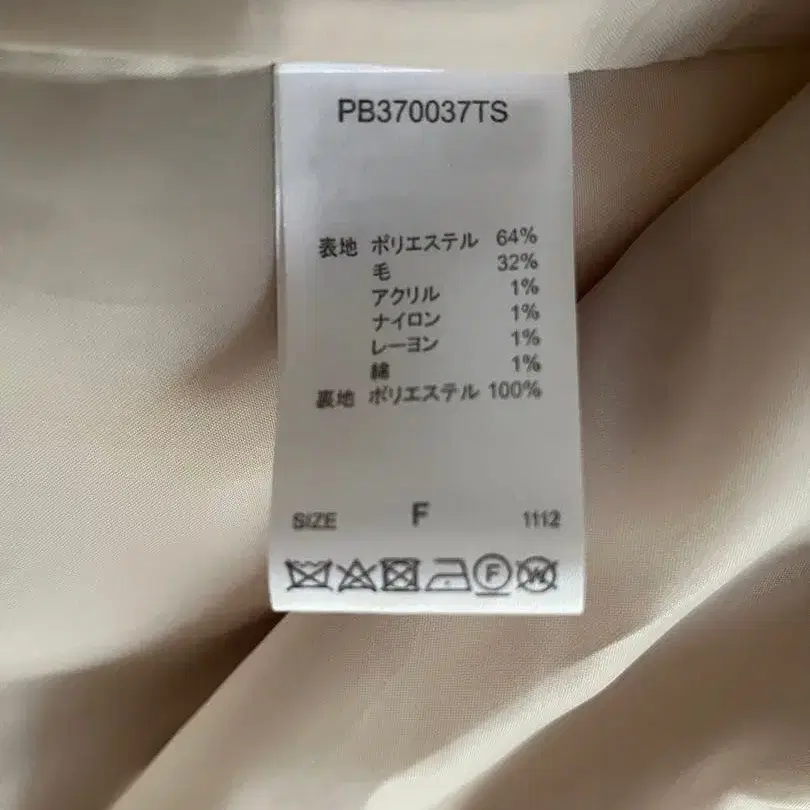 PB370037TS
表地 ポリエステル 64%
毛 32%
アクリル 1%
ナイロン 1%
レーヨン 1%
綿 1%
裏地 ポリエステル 100%
SIZE F 1112
F W